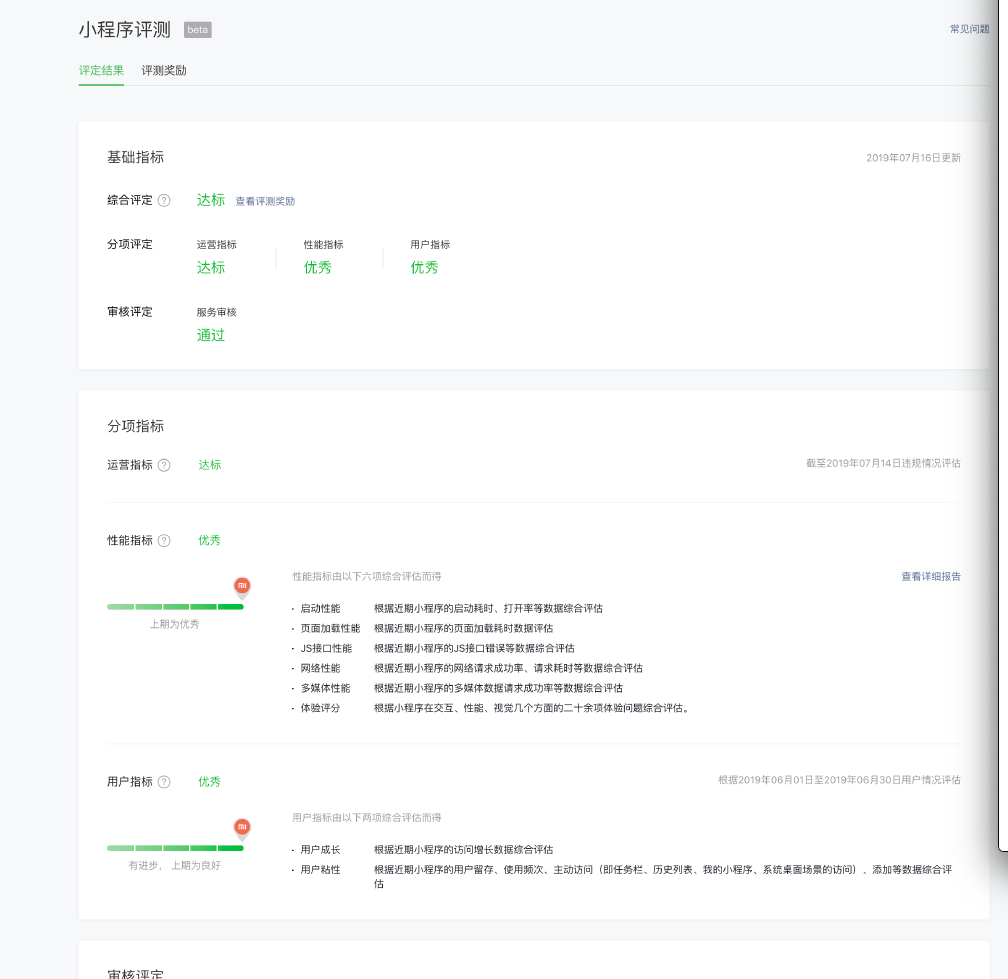 小程序评测 beta
常见问题
评定结果 评测奖励
基础指标
2019年07月16日更新
综合评定 ? 达标 查看评测奖励
分项评定 运营指标 性能指标 用户指标
达标 优秀 优秀
审核评定 服务审核
通过
分项指标
运营指标 ? 达标
截至2019年07月14日违规情况评估
性能指标 ? 优秀
性能指标由以下六项综合评估而得
查看详细报告
上期为优秀
· 启动性能 根据近期小程序的启动耗时、打开率等数据综合评估
· 页面加载性能 根据近期小程序的页面加载耗时数据评估
· JS接口性能 根据近期小程序的JS接口错误等数据综合评估
· 网络性能 根据近期小程序的网络请求成功率、请求耗时等数据综合评估
· 多媒体性能 根据近期小程序的多媒体数据请求成功率等数据综合评估
· 体验评分 根据小程序在交互、性能、视觉几个方面的二十余项体验问题综合评估。
用户指标 ? 优秀
根据2019年06月01日至2019年06月30日用户情况评估
用户指标由以下两项综合评估而得
有进步， 上期为良好
· 用户成长 根据近期小程序的访问增长数据综合评估
· 用户粘性 根据近期小程序的用户留存、使用频次、主动访问（即任务栏、历史列表、我的小程序、系统桌面场景的访问）、添加等数据综合评
估
审核评定